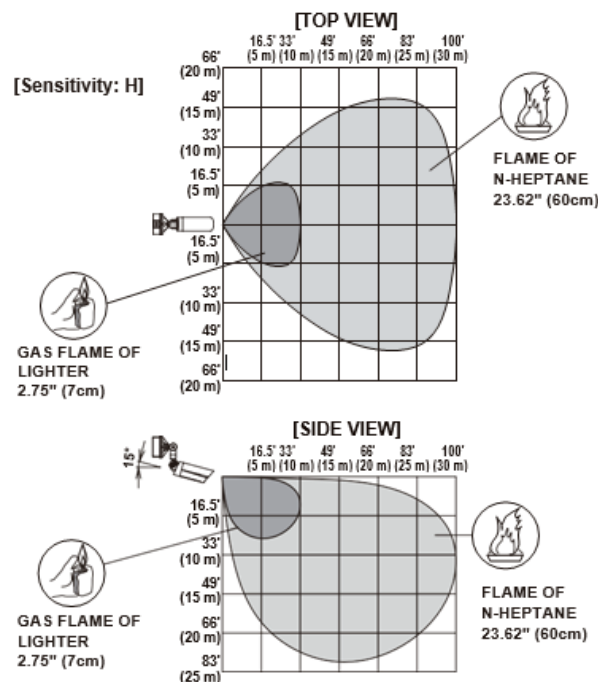 [TOP VIEW]
16.5' 33' 49' 66' 83' 100'
(5 m) (10 m) (15 m) (20 m) (25 m) (30 m)
66'
(20 m)
[Sensitivity: H]
49'
(15 m)
33'
(10 m)
16.5'
(5 m)
16.5'
(5 m)
33'
(10 m)
49'
(15 m)
66'
(20 m)
FLAME OF
N-HEPTANE
23.62" (60cm)
GAS FLAME OF
LIGHTER
2.75" (7cm)
[SIDE VIEW]
16.5' 33' 49' 66' 83' 100'
(5 m) (10 m) (15 m) (20 m) (25 m) (30 m)
15°
16.5'
(5 m)
33'
(10 m)
49'
(15 m)
66'
(20 m)
83'
(25 m)
GAS FLAME OF
LIGHTER
2.75" (7cm)
FLAME OF
N-HEPTANE
23.62" (60cm)